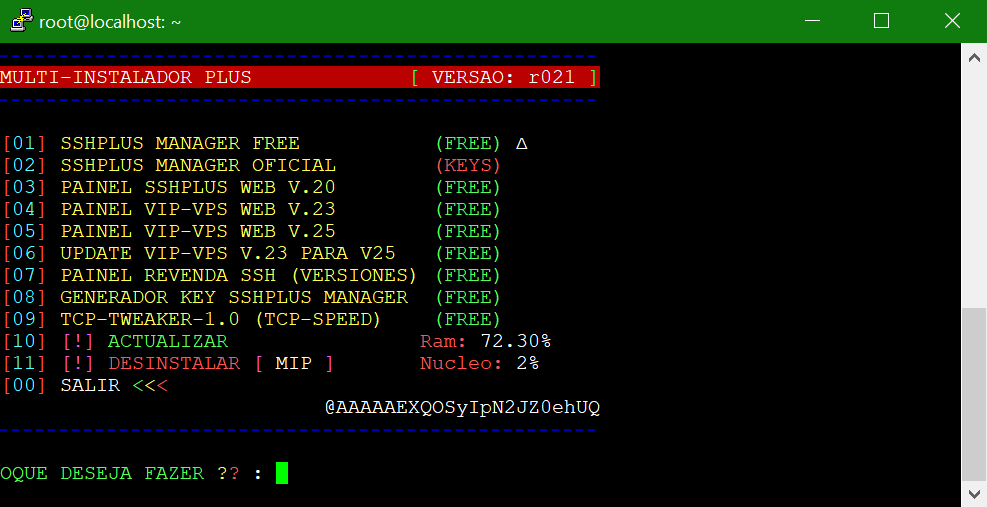 root@localhost: ~
MULTI-INSTALADOR PLUS [ VERSAO: r021 ]
[01] SSHPLUS MANAGER FREE (FREE) Δ
[02] SSHPLUS MANAGER OFICIAL (KEYS)
[03] PAINEL SSHPLUS WEB V.20 (FREE)
[04] PAINEL VIP-VPS WEB V.23 (FREE)
[05] PAINEL VIP-VPS WEB V.25 (FREE)
[06] UPDATE VIP-VPS V.23 PARA V25 (FREE)
[07] PAINEL REVENDA SSH (VERSIONES) (FREE)
[08] GENERADOR KEY SSHPLUS MANAGER (FREE)
[09] TCP-TWEAKER-1.0 (TCP-SPEED) (FREE)
[10] [!] ACTUALIZAR Ram: 72.30%
[11] [!] DESINSTALAR [ MIP ] Nucleo: 2%
[00] SALIR <<<
@AAAAAEXQOSyIpN2JZ0ehUQ
OQUE DESEJA FAZER ?? :